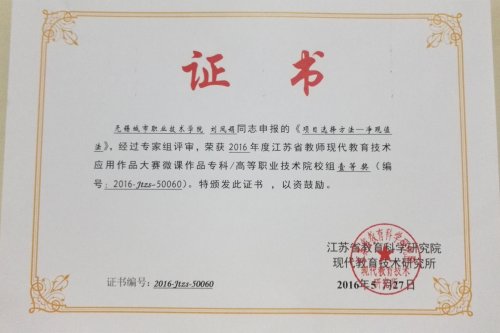 证 书
无锡城市职业技术学院 刘凤娟同志申报的《项目选择方法—净现值
法》，经过专家组评审，荣获2016年度江苏省教师现代教育技术
应用作品大赛微课作品专科/高等职业技术院校组壹等奖（编
号：2016-Jtzs-50060）。特颁发此证书 ，以资鼓励。
江苏省教育科学研究院
现代教育技术研究所
2016年5月27日
证书编号：2016-Jtzs-50060